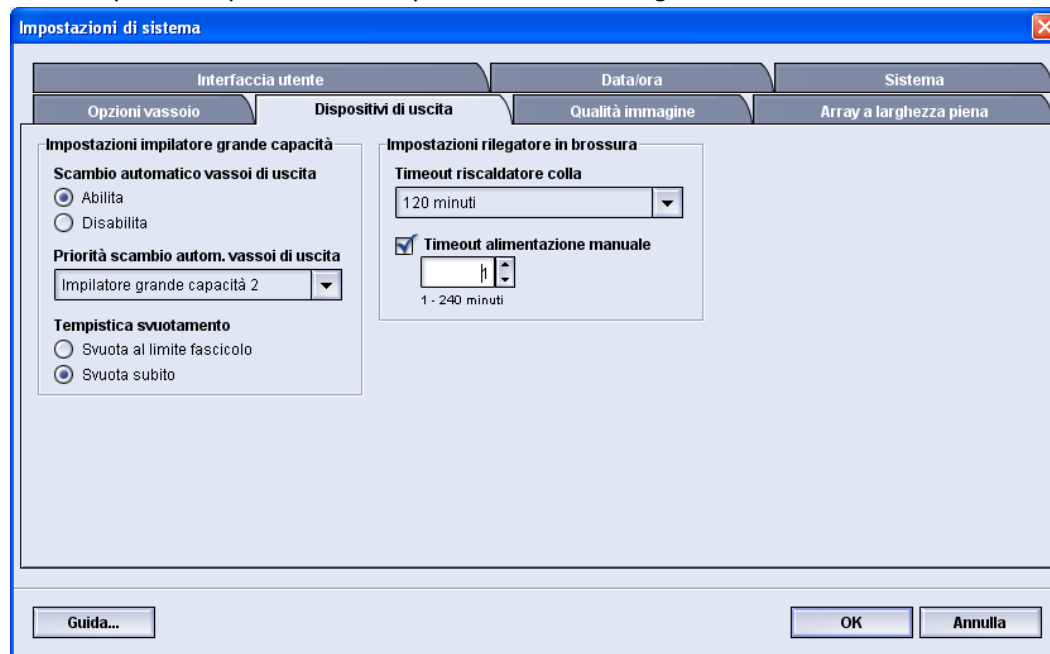 Impostazioni di sistema
Interfaccia utente
Data/ora
Sistema
Opzioni vassoio
Dispositivi di uscita
Qualità immagine
Array a larghezza piena
Impostazioni impilatore grande capacità
Scambio automatico vassoi di uscita
Abilita
Disabilita
Priorità scambio autom. vassoi di uscita
Impilatore grande capacità 2
Tempistica svuotamento
Svuota al limite fascicolo
Svuota subito
Impostazioni rilegatore in brossura
Timeout riscaldatore colla
120 minuti
Timeout alimentazione manuale
1
1 - 240 minuti
Guida...
OK
Annulla